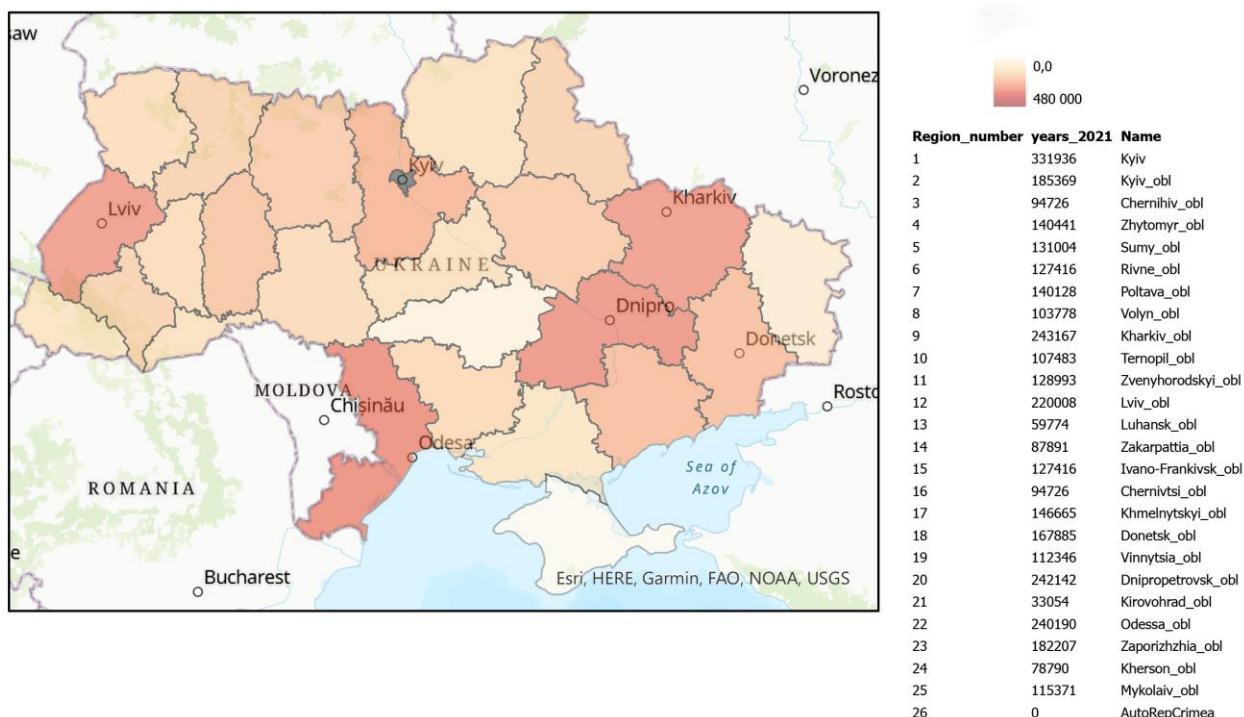 aw
Voronez
Kyiv
Lviv
Kharkiv
UKRAINE
Dnipro
Donetsk
MOLDOVA
Chișinău
Rosto
Odesa
Sea of
Azov
ROMANIA
e
Bucharest
Esri, HERE, Garmin, FAO, NOAA, USGS
0,0
480 000
Region_number years_2021 Name
1 331936 Kyiv
2 185369 Kyiv_obl
3 94726 Chernihiv_obl
4 140441 Zhytomyr_obl
5 131004 Sumy_obl
6 127416 Rivne_obl
7 140128 Poltava_obl
8 103778 Volyn_obl
9 243167 Kharkiv_obl
10 107483 Ternopil_obl
11 128993 Zvenyhorodskyi_obl
12 220008 Lviv_obl
13 59774 Luhansk_obl
14 87891 Zakarpattia_obl
15 127416 Ivano-Frankivsk_obl
16 94726 Chernivtsi_obl
17 146665 Khmelnytskyi_obl
18 167885 Donetsk_obl
19 112346 Vinnytsia_obl
20 242142 Dnipropetrovsk_obl
21 33054 Kirovohrad_obl
22 240190 Odessa_obl
23 182207 Zaporizhzhia_obl
24 78790 Kherson_obl
25 115371 Mykolaiv_obl
26 0 AutoRepCrimea